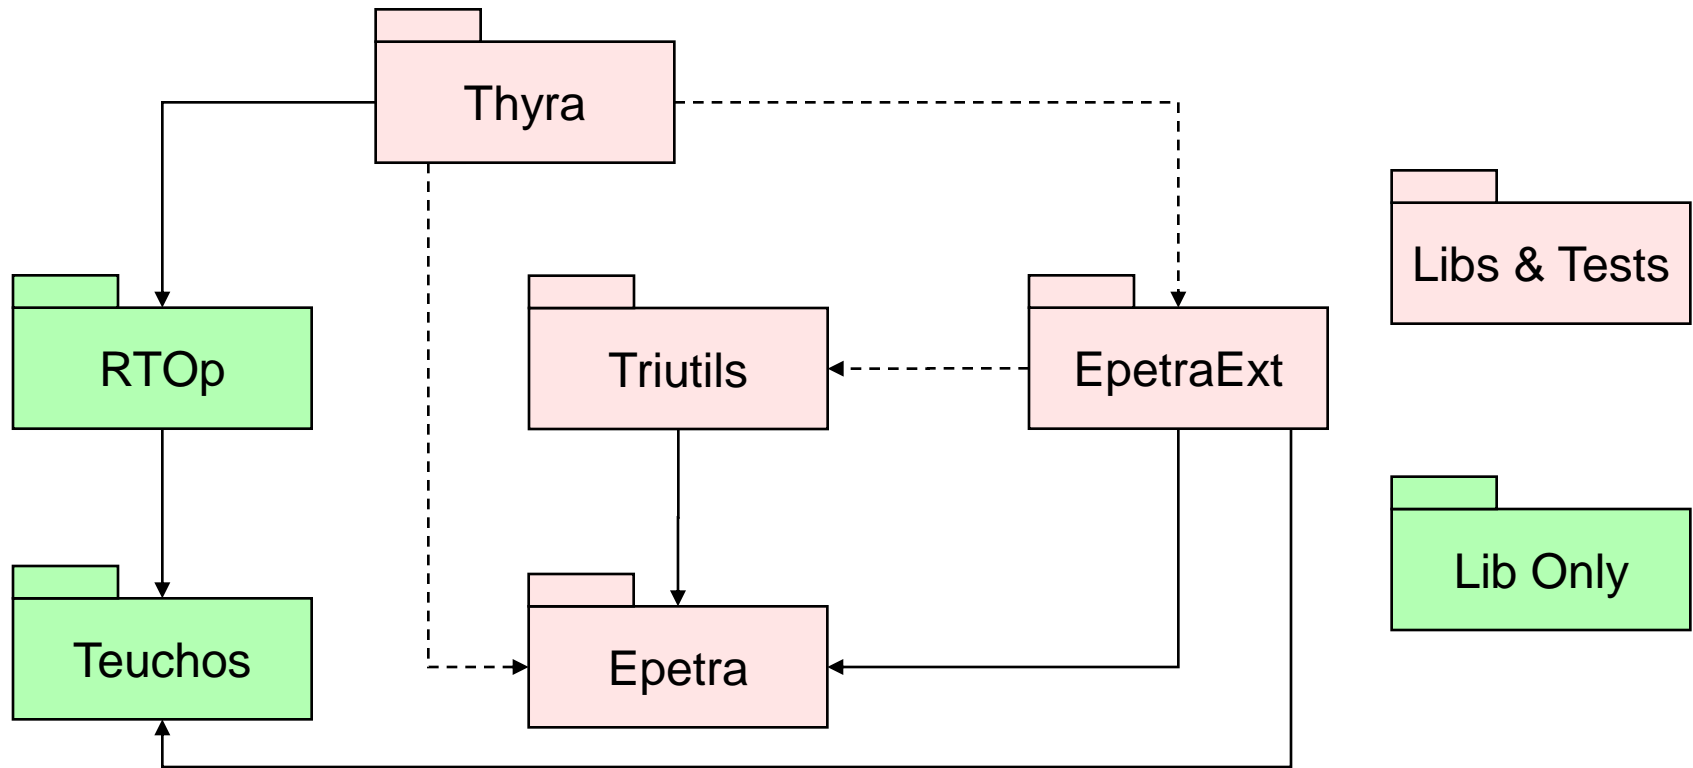 Thyra
Libs & Tests
RTOp
Triutils
EpetraExt
Lib Only
Teuchos
Epetra